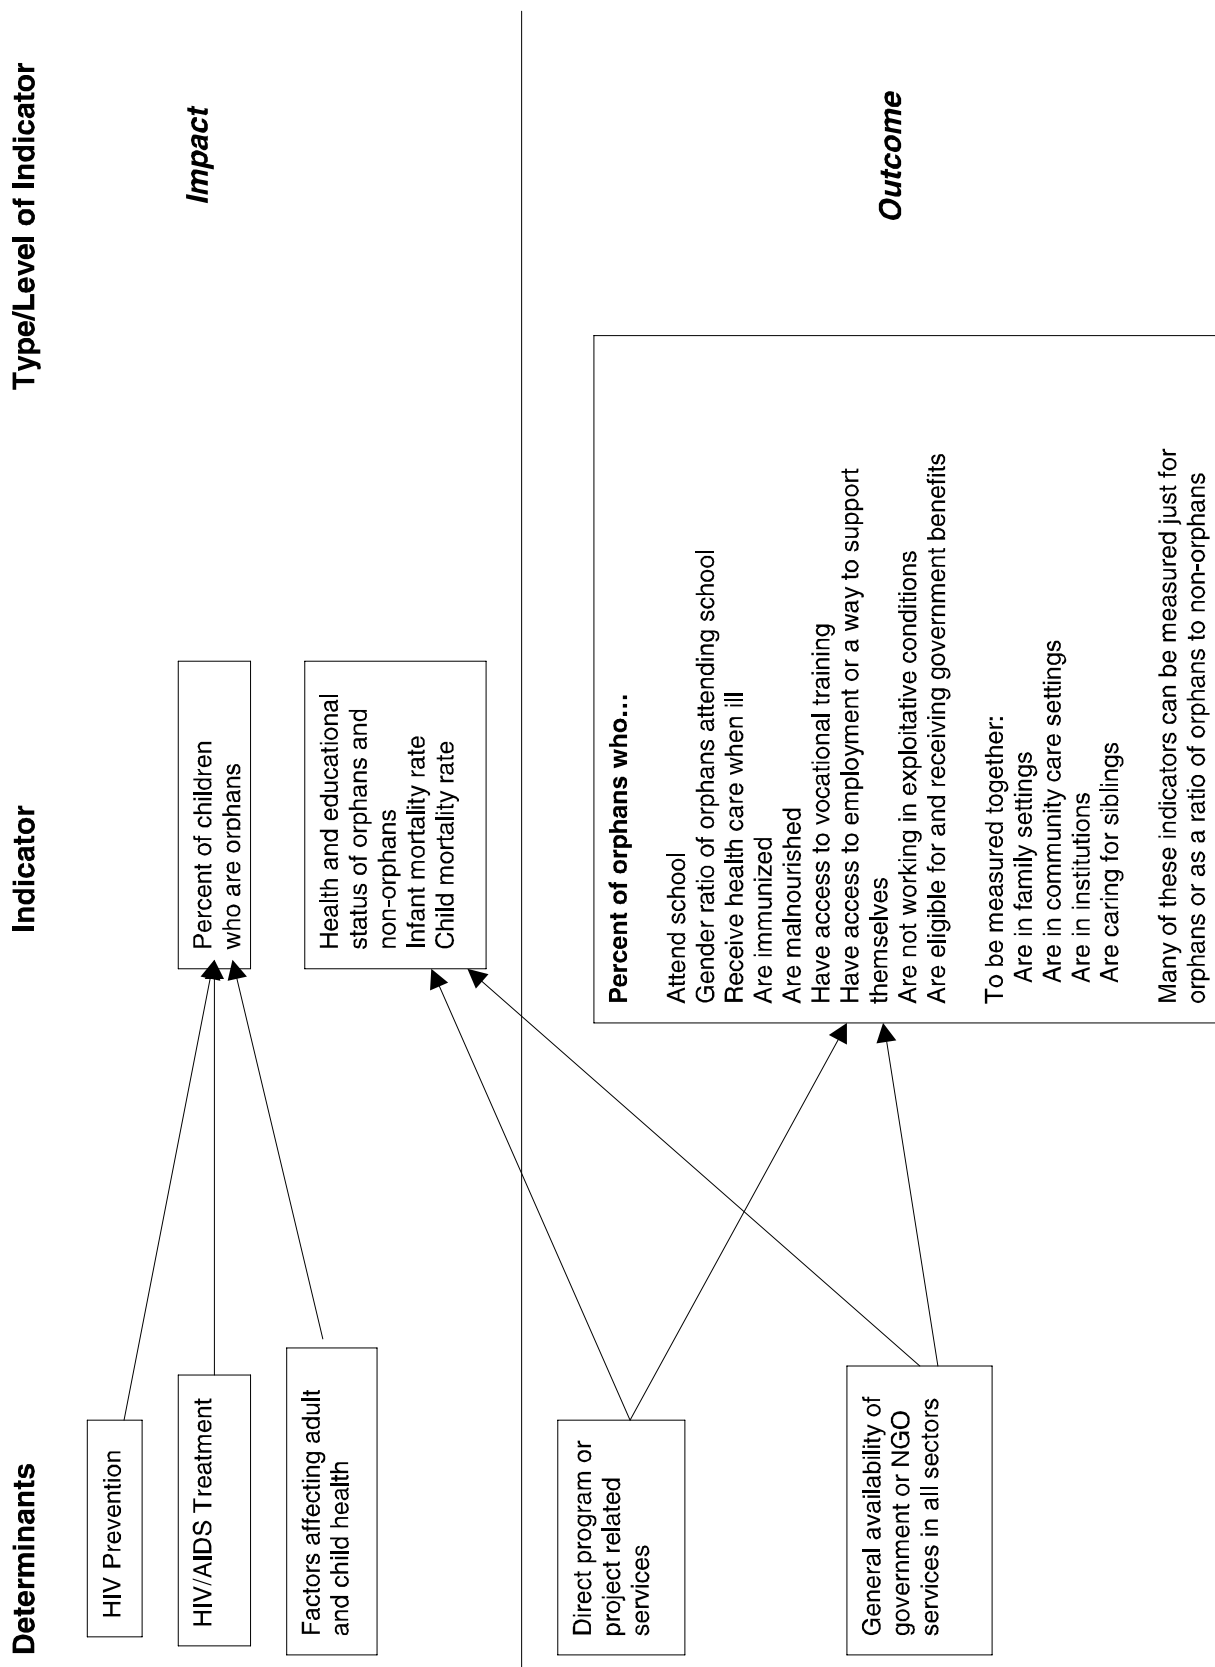 Determinants
Indicator
Type/Level of Indicator
HIV Prevention
HIV/AIDS Treatment
Factors affecting adult
and child health
Percent of children
who are orphans
Health and educational
status of orphans and
non-orphans
Infant mortality rate
Child mortality rate
Impact
Direct program or
project related
services
General availability of
government or NGO
services in all sectors
Percent of orphans who…
Attend school
Gender ratio of orphans attending school
Receive health care when ill
Are immunized
Are malnourished
Have access to vocational training
Have access to employment or a way to support
themselves
Are not working in exploitative conditions
Are eligible for and receiving government benefits
To be measured together:
Are in family settings
Are in community care settings
Are in institutions
Are caring for siblings
Many of these indicators can be measured just for
orphans or as a ratio of orphans to non-orphans
Outcome